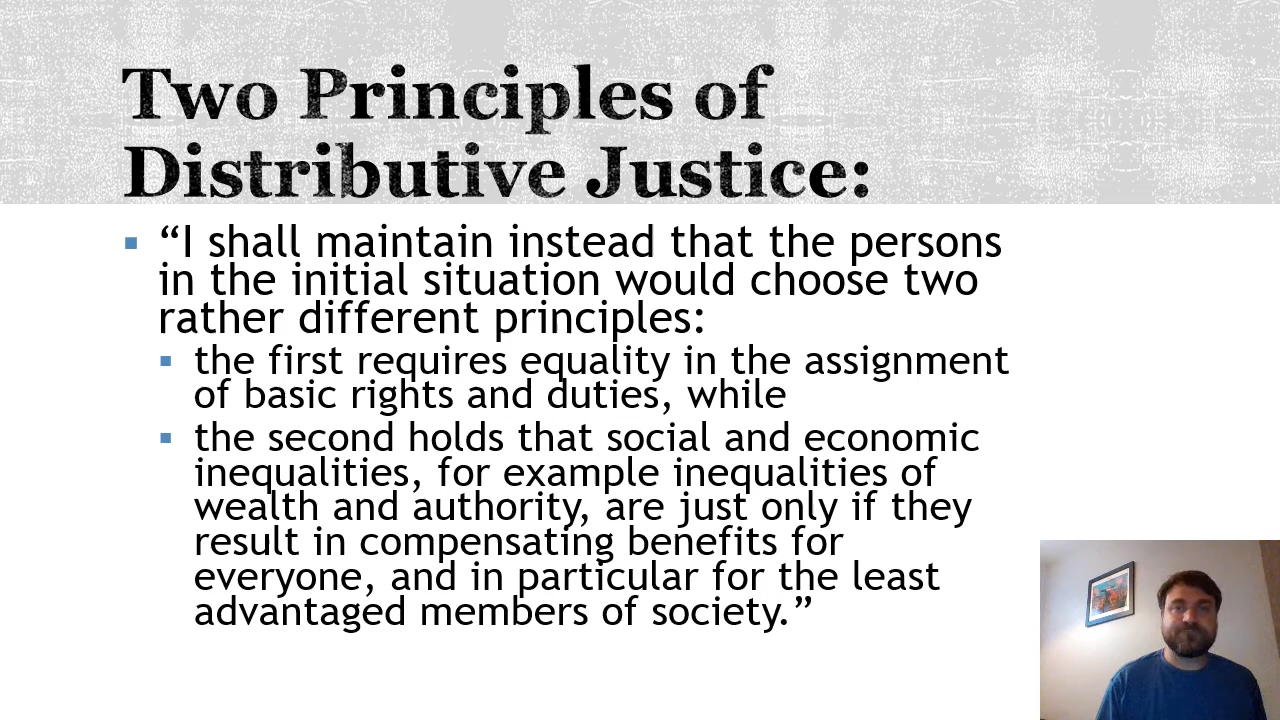 Two Principles of
Distributive Justice:
“I shall maintain instead that the persons
in the initial situation would choose two
rather different principles:
the first requires equality in the assignment
of basic rights and duties, while
the second holds that social and economic
inequalities, for example inequalities of
wealth and authority, are just only if they
result in compensating benefits for
everyone, and in particular for the least
advantaged members of society.”